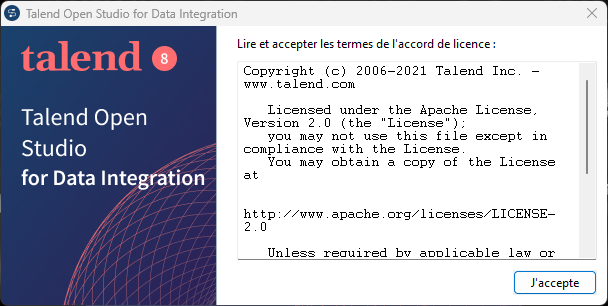 Talend Open Studio for Data Integration
talend 8
Talend Open
Studio
for Data Integration
Lire et accepter les termes de l'accord de licence :
Copyright (c) 2006-2021 Talend Inc. -
www.talend.com
Licensed under the Apache License,
Version 2.0 (the "License");
you may not use this file except in
compliance with the License.
You may obtain a copy of the License
at
http://www.apache.org/licenses/LICENSE-
2.0
Unless required by applicable law or
J'accepte